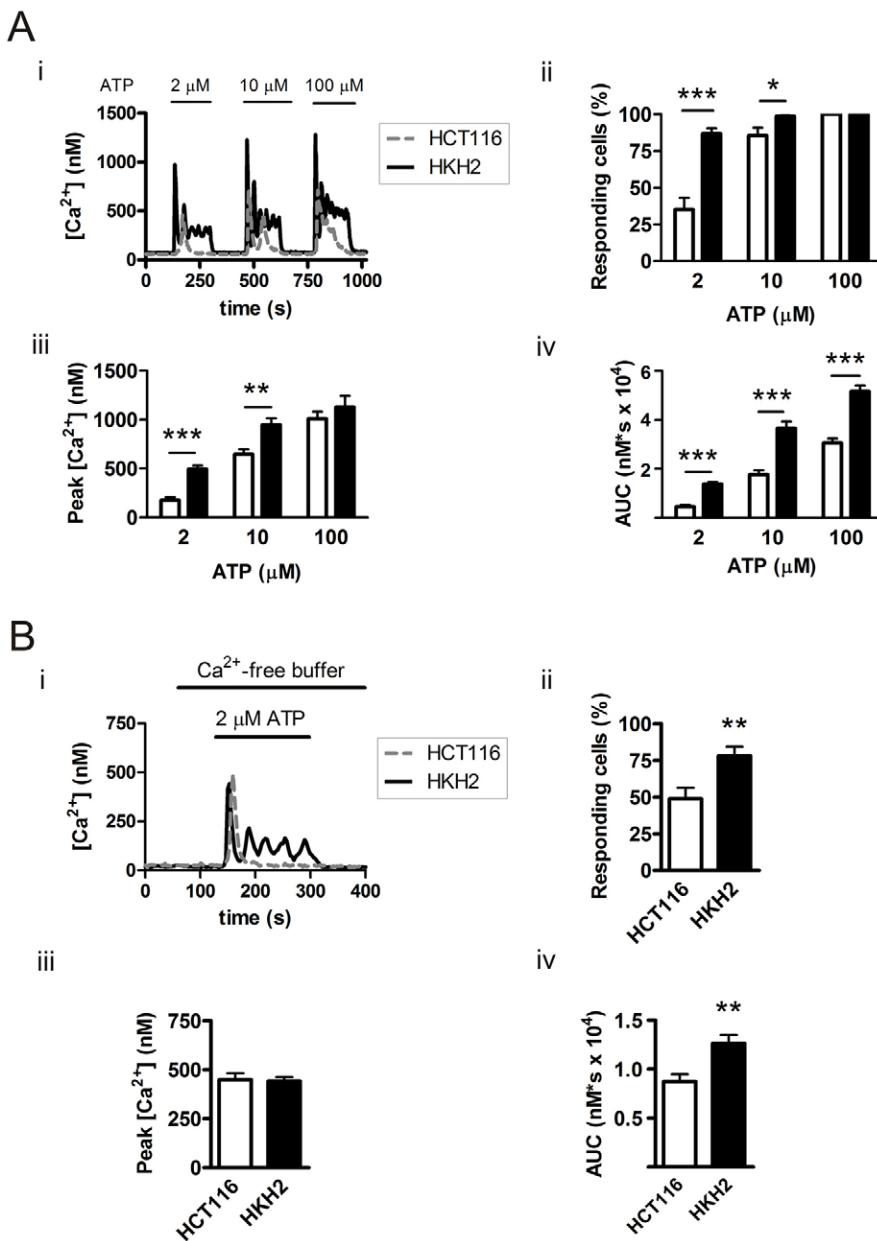 A
i
ATP 2 μM 10 μM 100 μM
1500
1000
500
0
[Ca2+] (nM)
0 250 500 750 1000
time (s)
HCT116
HKH2
ii
*** *
100
75
50
25
0
Responding cells (%)
2 10 100
ATP (μM)
iii
1500
1000
500
0
Peak [Ca2+] (nM)
*** **
2 10 100
ATP (μM)
iv
6
4
2
AUC (nM*s x 10^4)
*** *** ***
2 10 100
ATP (μM)
B
i
Ca2+-free buffer
2 μM ATP
750
500
250
0
[Ca2+] (nM)
0 100 200 300 400
time (s)
HCT116
HKH2
ii
100
75
50
25
0
Responding cells (%)
**
HCT116 HKH2
iii
750
500
250
0
Peak [Ca2+] (nM)
HCT116 HKH2
iv
1.5
1.0
0.5
AUC (nM*s x 10^4)
**
HCT116 HKH2